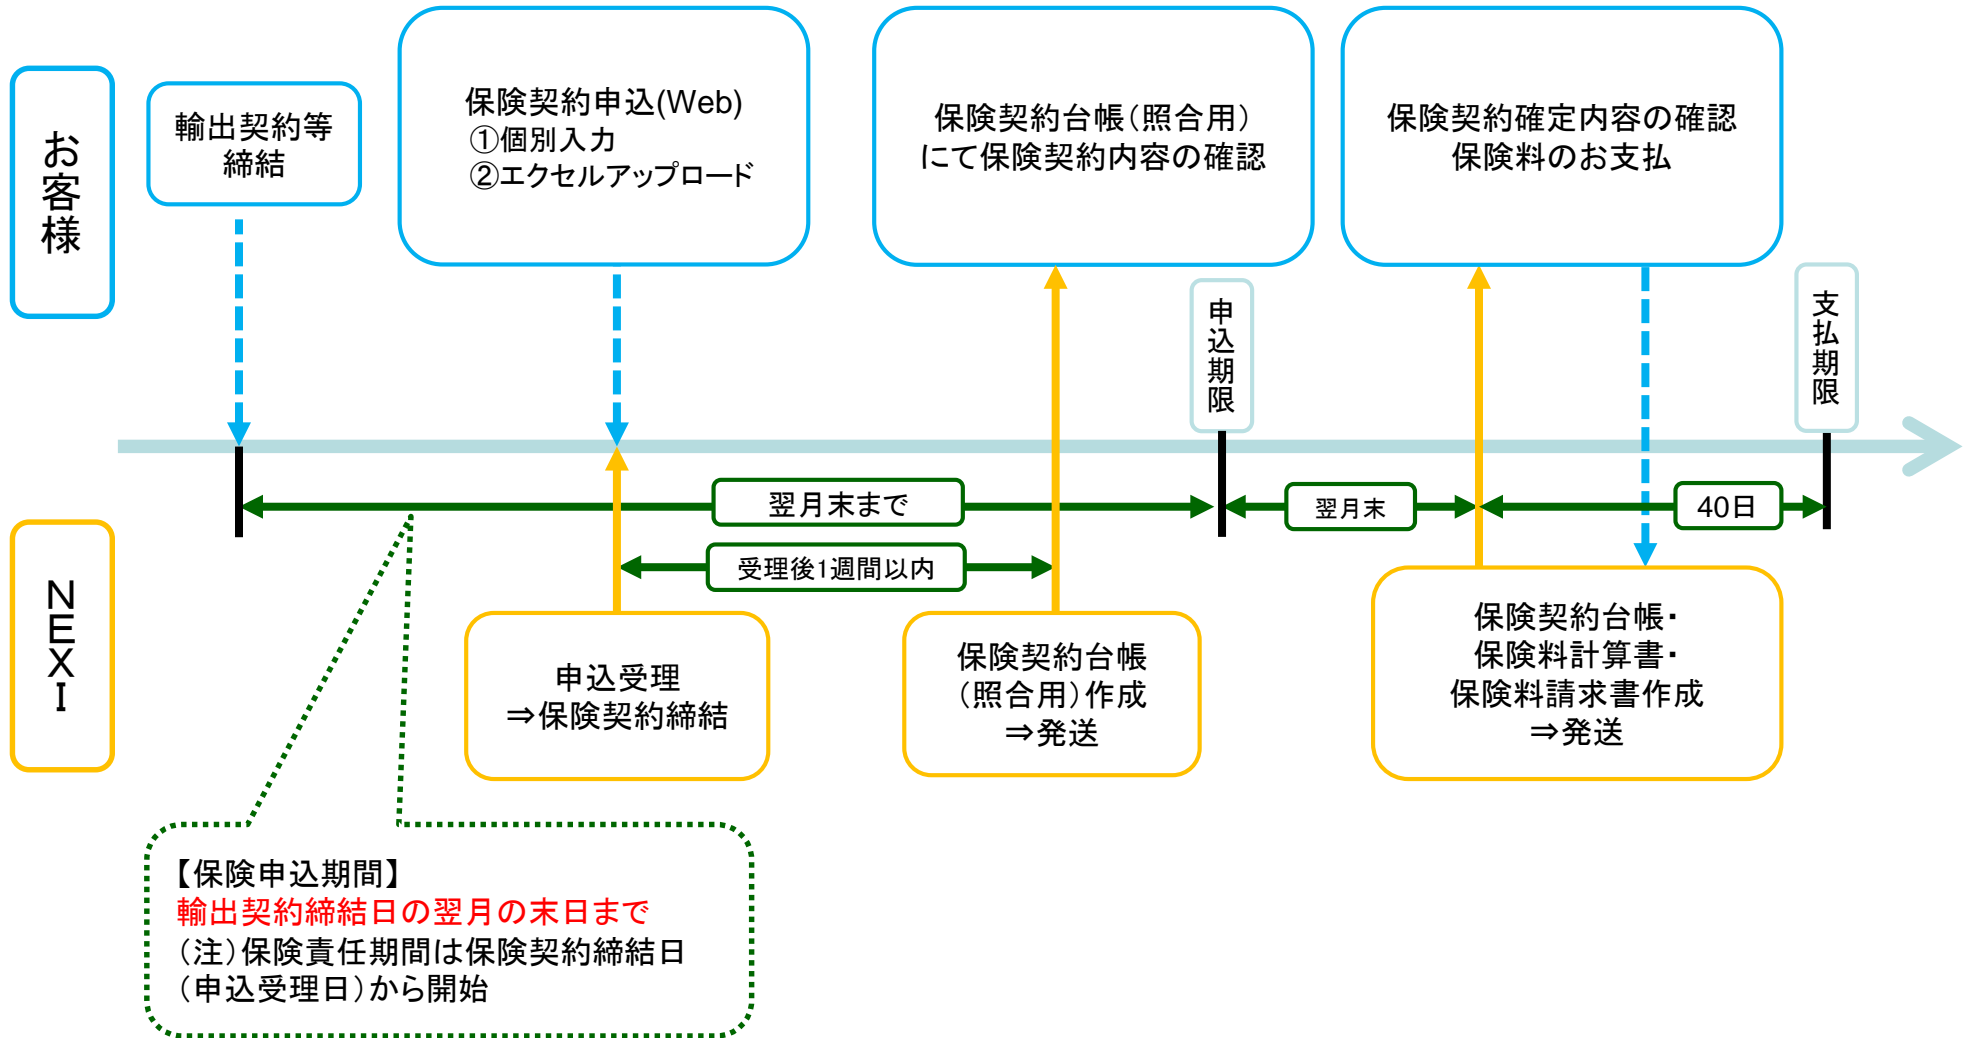 お客様
輸出契約等
締結
保険契約申込(Web)
①個別入力
②エクセルアップロード
保険契約台帳（照合用）
にて保険契約内容の確認
保険契約確定内容の確認
保険料のお支払
申込期限
支払期限
翌月末まで
翌月末
40日
受理後1週間以内
NEXI
申込受理
⇒保険契約締結
保険契約台帳
（照合用）作成
⇒発送
保険契約台帳・
保険料計算書・
保険料請求書作成
⇒発送
【保険申込期間】
輸出契約締結日の翌月の末日まで
（注）保険責任期間は保険契約締結日
（申込受理日）から開始